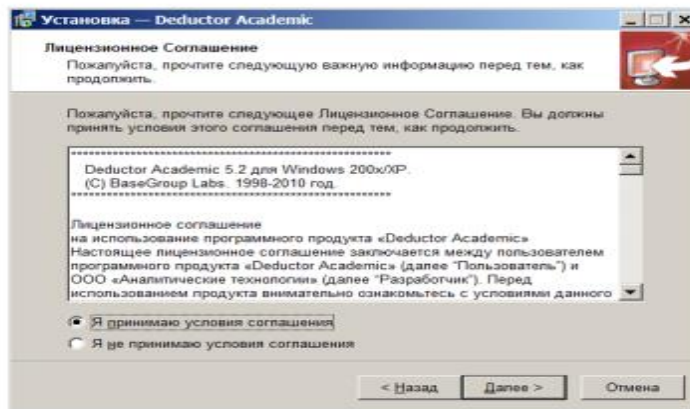 Установка — Deductor Academic
Лицензионное Соглашение
Пожалуйста, прочтите следующую важную информацию перед тем, как
продолжить.
Пожалуйста, прочтите следующее Лицензионное Соглашение. Вы должны
принять условия этого соглашения перед тем, как продолжить.
Deductor Academic 5.2 для Windows 200x/XP.
(C) BaseGroup Labs. 1998-2010 год.
Лицензионное соглашение
на использование программного продукта «Deductor Academic»
Настоящее лицензионное соглашение заключается между пользователем
программного продукта «Deductor Academic» (далее "Пользователь") и
ООО «Аналитические технологии» (далее "Разработчик"). Перед
использованием продукта внимательно ознакомьтесь с условиями данного
Я принимаю условия соглашения
Я не принимаю условия соглашения
< Назад Далее > Отмена